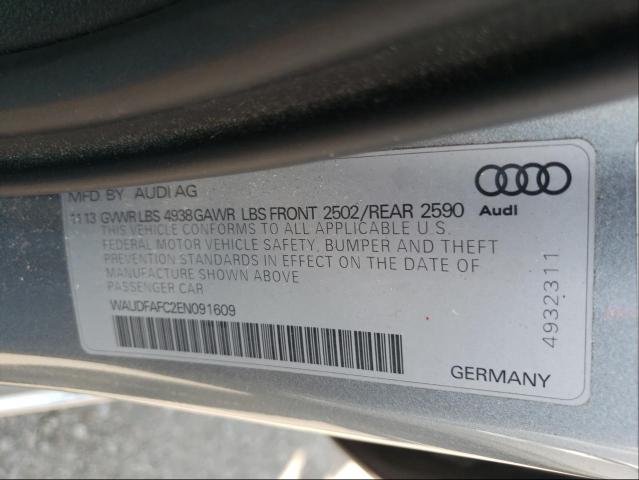 MFD. BY AUDI AG
11 13 GVWR LBS 4938 GAWR LBS FRONT 2502/REAR 2590
THIS VEHICLE CONFORMS TO ALL APPLICABLE U.S.
FEDERAL MOTOR VEHICLE SAFETY, BUMPER AND THEFT
PREVENTION STANDARDS IN EFFECT ON THE DATE OF
MANUFACTURE SHOWN ABOVE
PASSENGER CAR
WAUDFAFC2EN091609
Audi
4932311
GERMANY